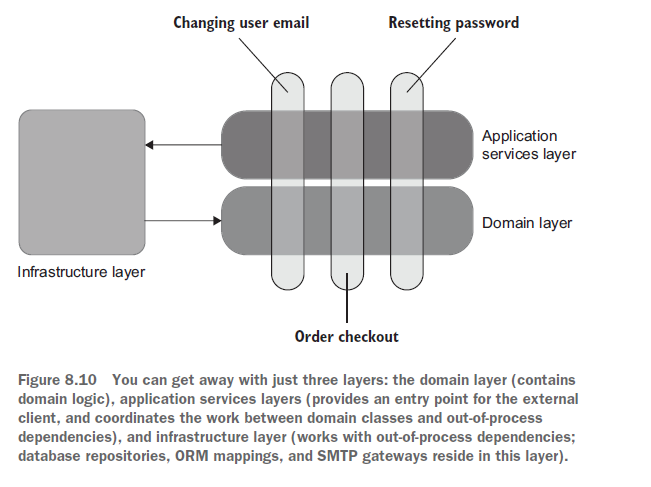 Changing user email
Resetting password
Application
services layer
Domain layer
Infrastructure layer
Order checkout
Figure 8.10 You can get away with just three layers: the domain layer (contains
domain logic), application services layers (provides an entry point for the external
client, and coordinates the work between domain classes and out-of-process
dependencies), and infrastructure layer (works with out-of-process dependencies;
database repositories, ORM mappings, and SMTP gateways reside in this layer).